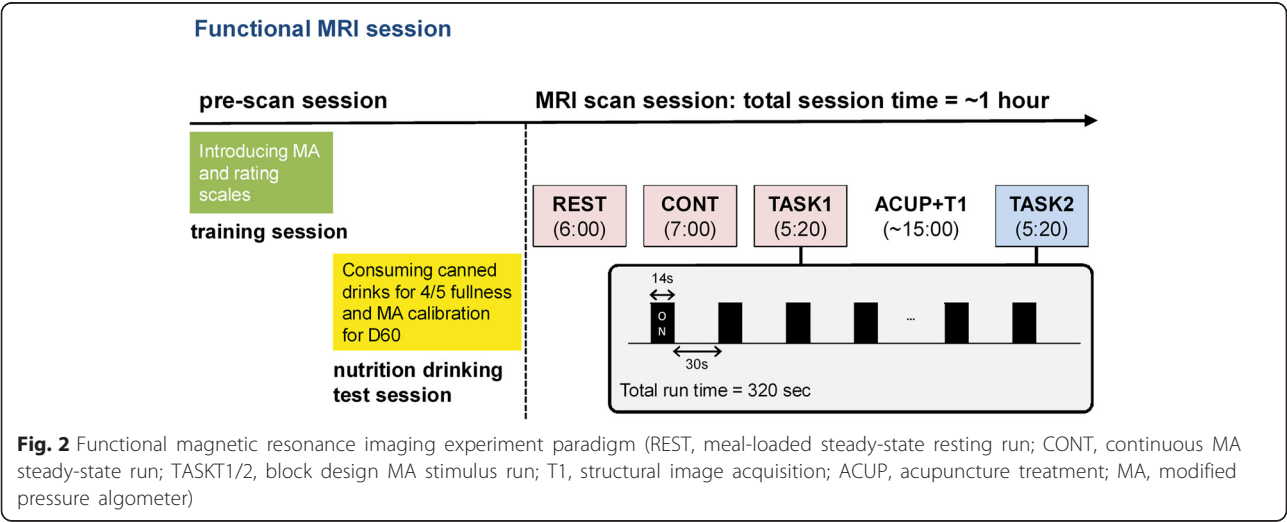 Functional MRI session
pre-scan session
MRI scan session: total session time = ~1 hour
Introducing MA
and rating
scales
training session
Consuming canned
drinks for 4/5 fullness
and MA calibration
for D60
nutrition drinking
test session
REST
(6:00)
CONT
(7:00)
TASK1
(5:20)
ACUP+T1
(~15:00)
TASK2
(5:20)
14s
O
N
...
30s
Total run time = 320 sec
Fig. 2 Functional magnetic resonance imaging experiment paradigm (REST, meal-loaded steady-state resting run; CONT, continuous MA
steady-state run; TASKT1/2, block design MA stimulus run; T1, structural image acquisition; ACUP, acupuncture treatment; MA, modified
pressure algometer)